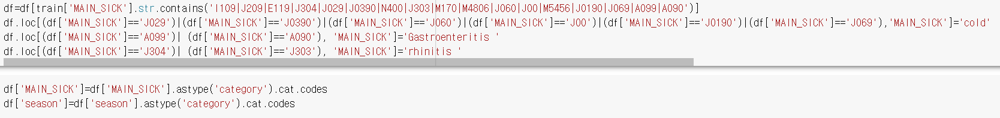 df=df[train['MAIN_SICK'].str.contains('I109|J209|E119|J304|J029|J0390|N400|J303|M170|M4806|J060|J00|M5456|J0190|J069|A099|A090')]
df.loc[(df['MAIN_SICK']=='J029')|(df['MAIN_SICK']=='J0390')|(df['MAIN_SICK']=='J060')|(df['MAIN_SICK']=='J00')|(df['MAIN_SICK']=='J0190')|(df['MAIN_SICK']=='J069'),'MAIN_SICK']='cold'
df.loc[(df['MAIN_SICK']=='A099')| (df['MAIN_SICK']=='A090'), 'MAIN_SICK']='Gastroenteritis '
df.loc[(df['MAIN_SICK']=='J304')| (df['MAIN_SICK']=='J303'), 'MAIN_SICK']='rhinitis '
df['MAIN_SICK']=df['MAIN_SICK'].astype('category').cat.codes
df['season']=df['season'].astype('category').cat.codes